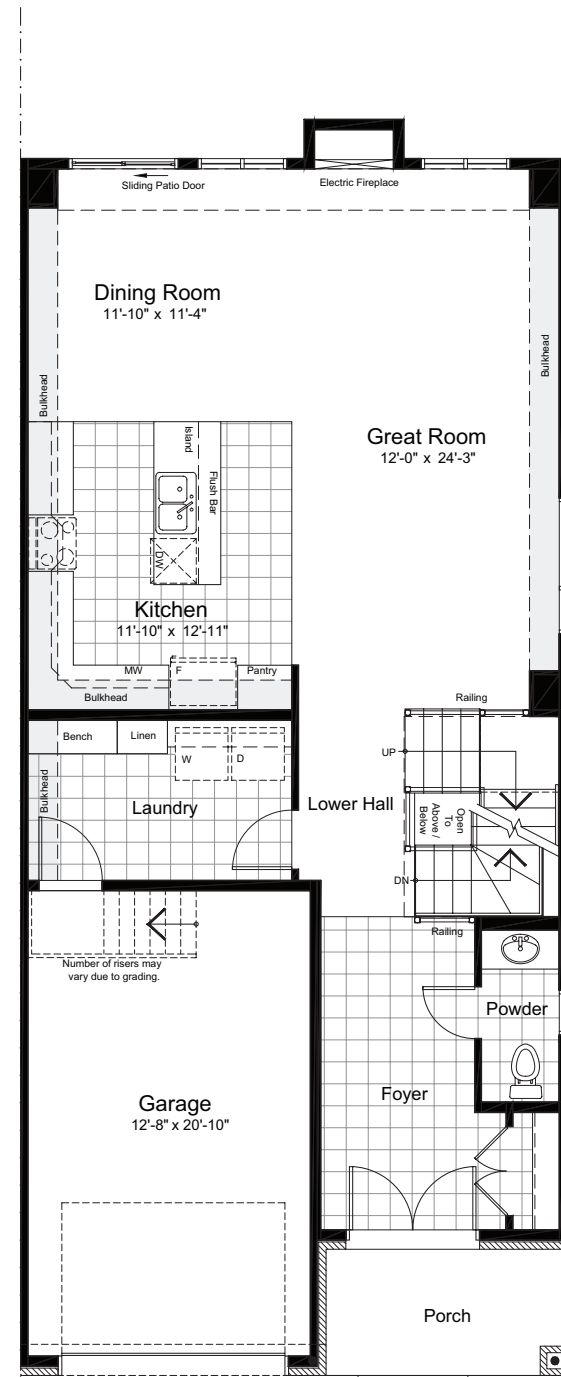 Sliding Patio Door
Electric Fireplace
Dining Room
11'-10" x 11'-4"
Bulkhead
Bulkhead
Great Room
12'-0" x 24'-3"
Island
Flush Bar
DW
Kitchen
11'-10" x 12'-11"
MW
F
Pantry
Bulkhead
Railing
Bench
Linen
W
D
UP
Bulkhead
Laundry
Lower Hall
Open
To
Above /
Below
DN
Railing
Number of risers may
vary due to grading.
Powder
Foyer
Garage
12'-8" x 20'-10"
Porch